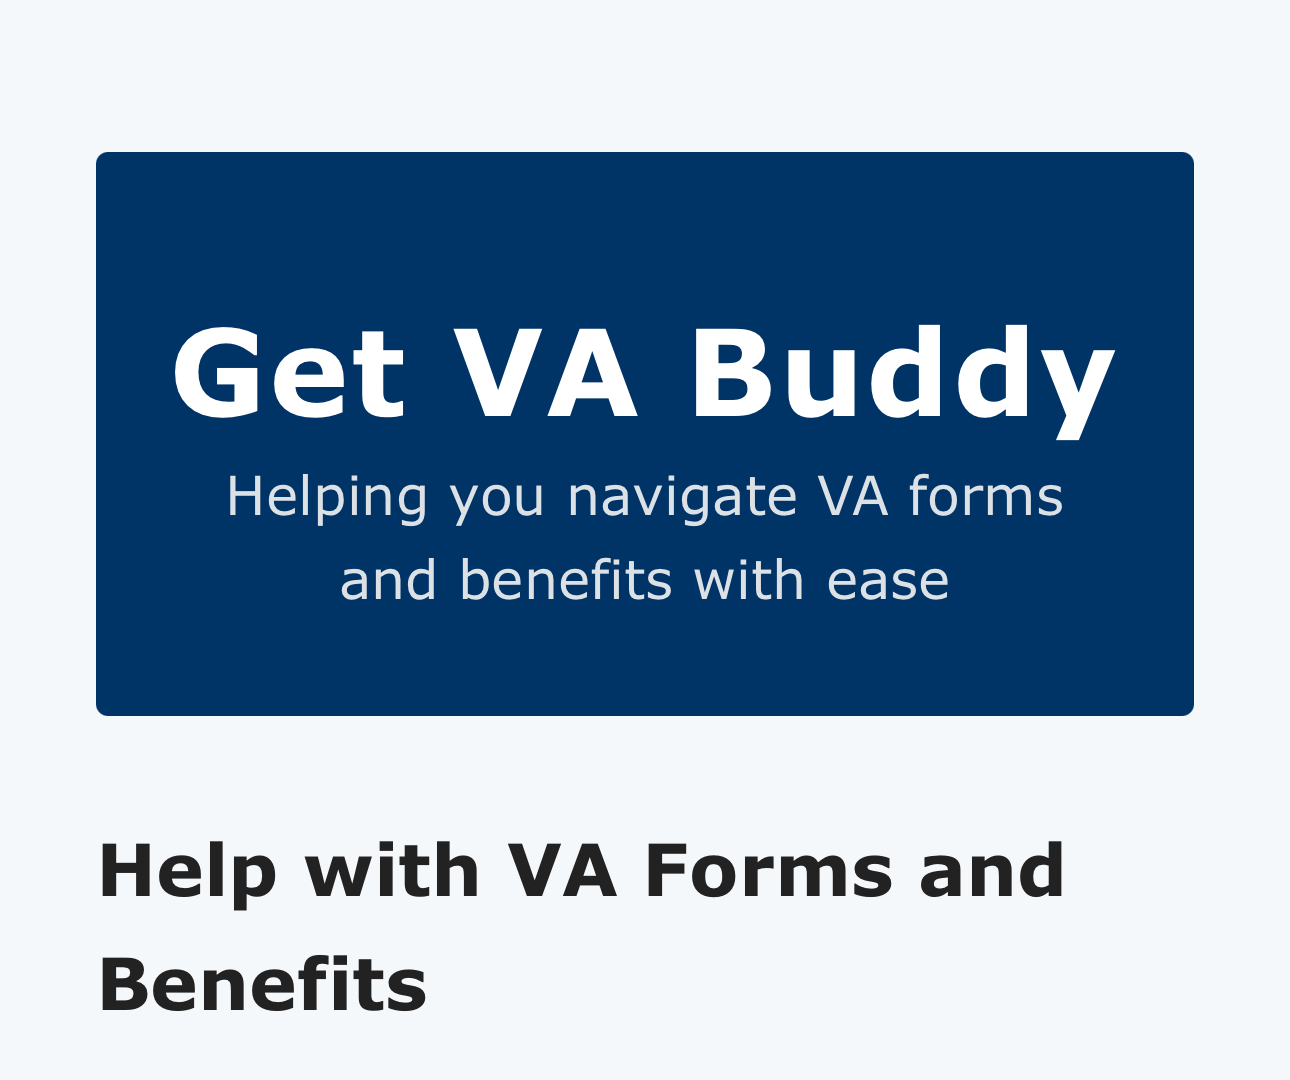 Get VA Buddy
Helping you navigate VA forms
and benefits with ease
Help with VA Forms and
Benefits